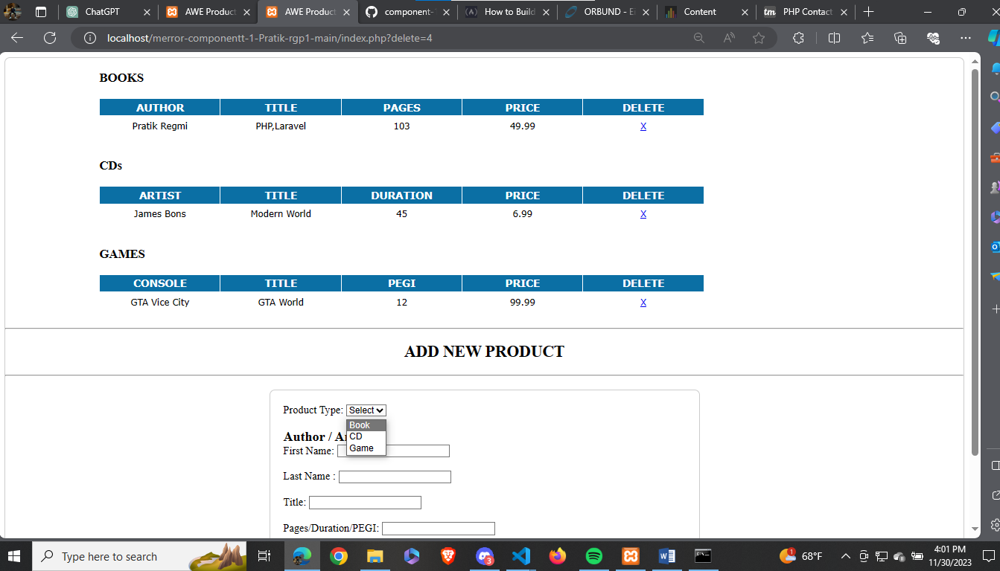 ChatGPT
AWE Product
AWE Product
component-
How to Build
ORBUND - E
Content
tm PHP Contact
localhost/merror-componentt-1-Pratik-rgp1-main/index.php?delete=4
BOOKS
AUTHOR TITLE PAGES PRICE DELETE
Pratik Regmi PHP,Laravel 103 49.99 X
CDs
ARTIST TITLE DURATION PRICE DELETE
James Bons Modern World 45 6.99 X
GAMES
CONSOLE TITLE PEGI PRICE DELETE
GTA Vice City GTA World 12 99.99 X
ADD NEW PRODUCT
Product Type: Select
Book
CD
Game
Author / A
First Name:
Last Name :
Title:
Pages/Duration/PEGI:
Type here to search
3
1
68°F
4:01 PM
11/30/2023